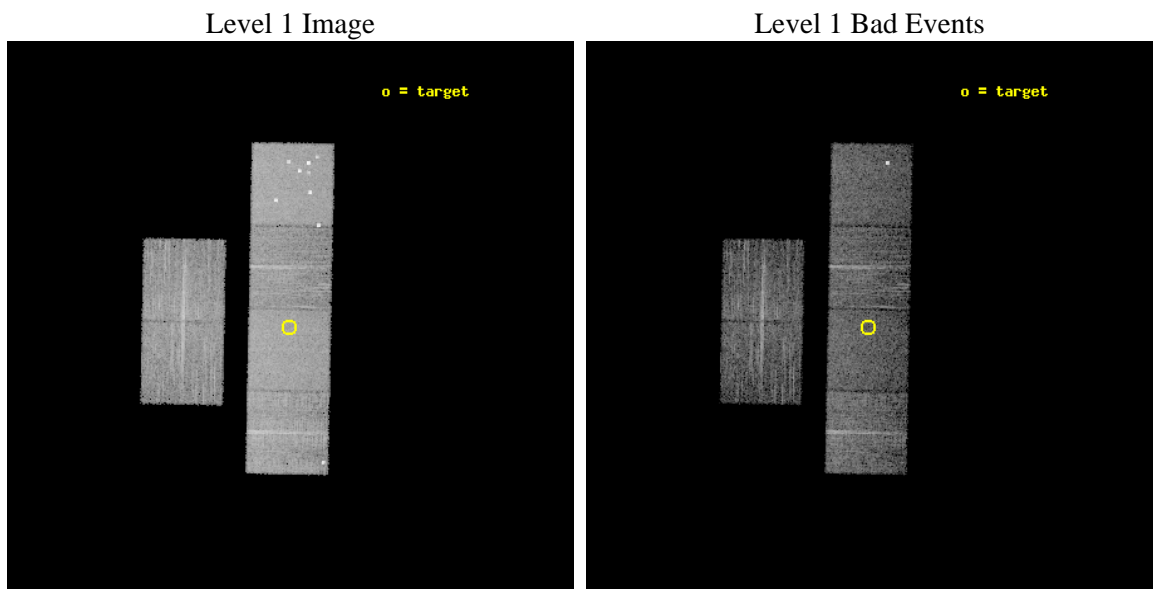 Level 1 Image
Level 1 Bad Events
o = target
o = target